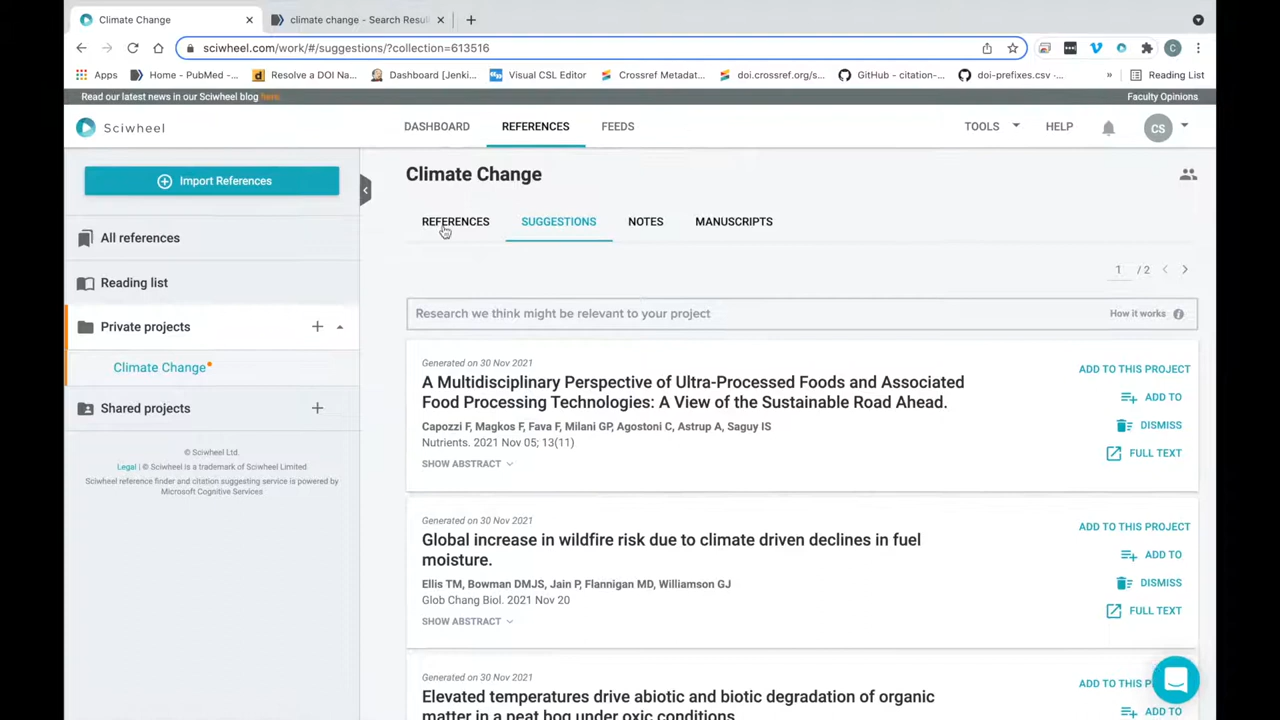 Climate Change
climate change - Search Resul
sciwheel.com/work/#/suggestions/?collection=613516
Apps
Home - PubMed -...
Resolve a DOI Na...
Dashboard [Jenki...
Visual CSL Editor
Crossref Metadat...
doi.crossref.org/s...
GitHub - citation-...
doi-prefixes.csv ·...
»
Reading List
Read our latest news in our Sciwheel blog here.
Faculty Opinions
Sciwheel
DASHBOARD
REFERENCES
FEEDS
TOOLS
HELP
CS
Import References
All references
Reading list
Private projects
Climate Change
Shared projects
© Sciwheel Ltd.
Legal | © Sciwheel is a trademark of Sciwheel Limited
Sciwheel reference finder and citation suggesting service is powered by
Microsoft Cognitive Services
Climate Change
REFERENCES
SUGGESTIONS
NOTES
MANUSCRIPTS
1 / 2
Research we think might be relevant to your project
How it works
Generated on 30 Nov 2021
A Multidisciplinary Perspective of Ultra-Processed Foods and Associated
Food Processing Technologies: A View of the Sustainable Road Ahead.
Capozzi F, Magkos F, Fava F, Milani GP, Agostoni C, Astrup A, Saguy IS
Nutrients. 2021 Nov 05; 13(11)
SHOW ABSTRACT
ADD TO THIS PROJECT
ADD TO
DISMISS
FULL TEXT
Generated on 30 Nov 2021
Global increase in wildfire risk due to climate driven declines in fuel
moisture.
Ellis TM, Bowman DMJS, Jain P, Flannigan MD, Williamson GJ
Glob Chang Biol. 2021 Nov 20
SHOW ABSTRACT
ADD TO THIS PROJECT
ADD TO
DISMISS
FULL TEXT
Generated on 30 Nov 2021
Elevated temperatures drive abiotic and biotic degradation of organic
matter in a peat bog under oxic conditions.
ADD TO THIS P
ADD TO